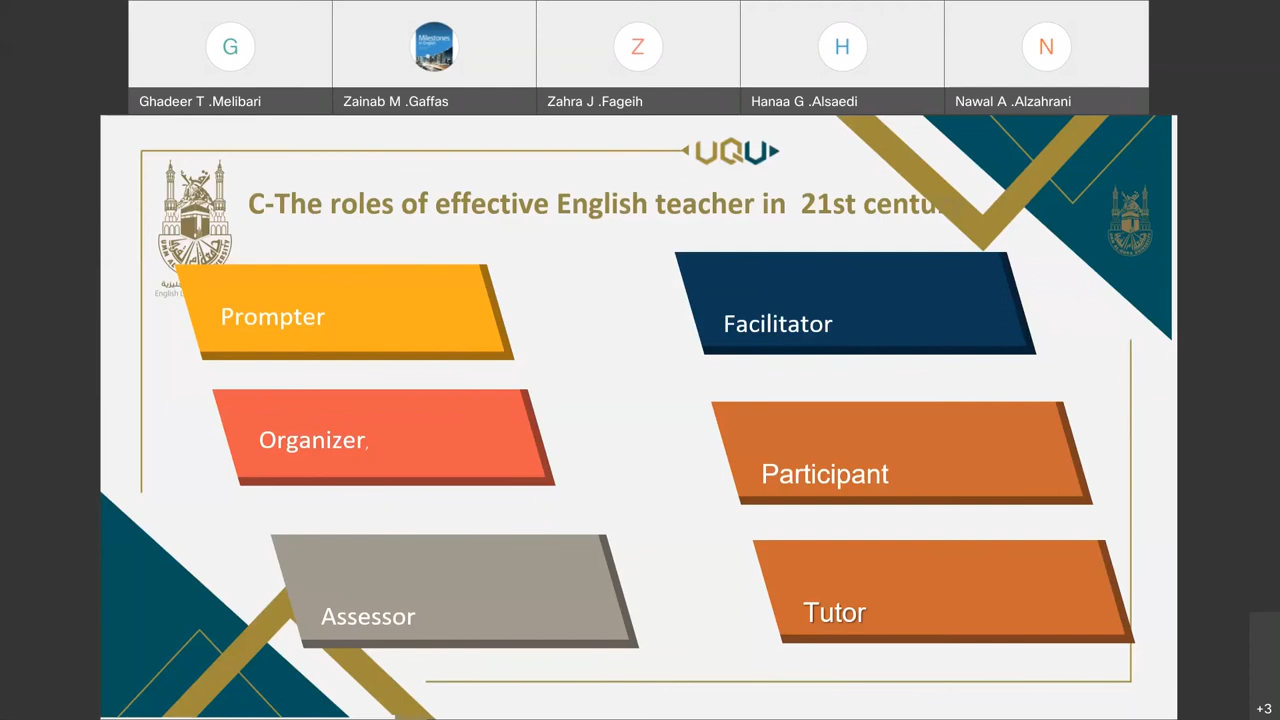 G
Milestones
Z
H
N
Ghadeer T .Melibari
Zainab M .Gaffas
Zahra J .Fageih
Hanaa G .Alsaedi
Nawal A .Alzahrani
UQU
C-The roles of effective English teacher in 21st centu
Prompter
Facilitator
Organizer,
Participant
Assessor
Tutor
+3